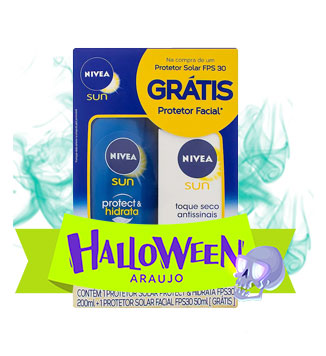 Na compra de um
Protetor Solar FPS 30
GRÁTIS
Protetor Facial*
NIVEA
sun
NIVEA
sun
protect &
hidrata
NIVEA
sun
toque seco
antissinais
HALLOWEEN
ARAUJO
CONTÉM: 1 PROTETOR SOLAR PROTECT & HIDRATA FPS30
200ml + 1 PROTETOR SOLAR FACIAL FPS30 50ml [GRÁTIS]